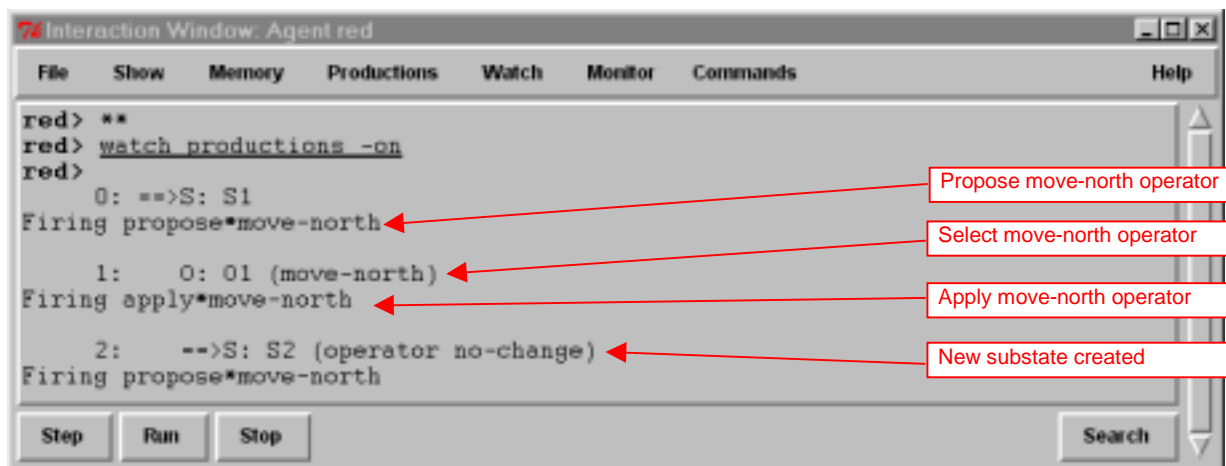 7% Interaction Window: Agent red
File Show Memory Productions Watch Monitor Commands Help
red> **
red> watch productions -on
red>
0: ==>S: S1
Firing propose*move-north
1: O: O1 (move-north)
Firing apply*move-north
2: ==>S: S2 (operator no-change)
Firing propose*move-north
Propose move-north operator
Select move-north operator
Apply move-north operator
New substate created
Step Run Stop Search